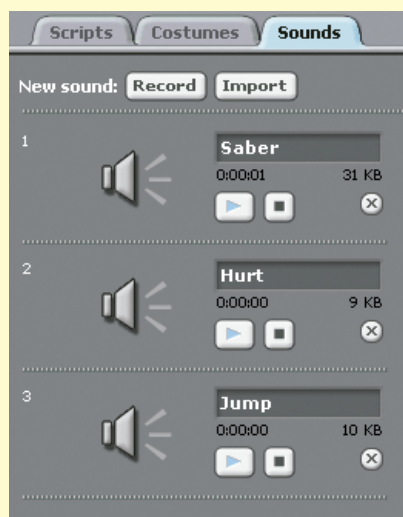 Scripts Costumes Sounds
New sound: Record Import
1
Saber
0:00:01 31 KB
2
Hurt
0:00:00 9 KB
3
Jump
0:00:00 10 KB